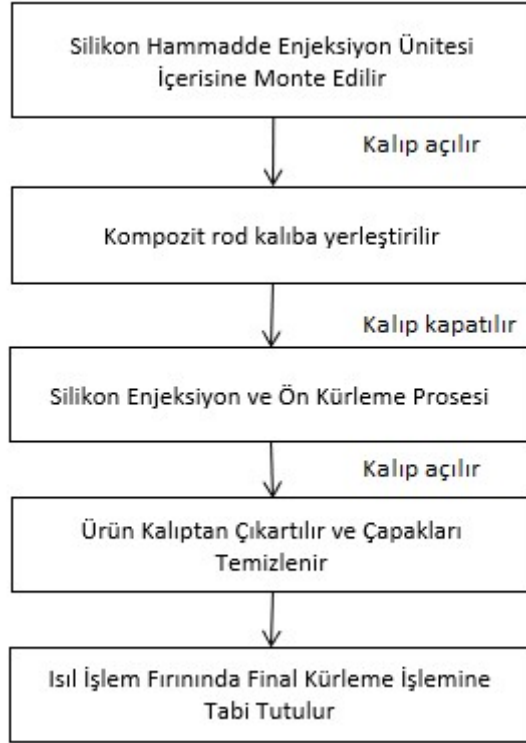 Silikon Hammadde Enjeksiyon Ünitesi
İçerisine Monte Edilir
Kalıp açılır
Kompozit rod kalıba yerleştirilir
Kalıp kapatılır
Silikon Enjeksiyon ve Ön Kürleme Prosesi
Kalıp açılır
Ürün Kalıptan Çıkartılır ve Çapakları
Temizlenir
Isıl İşlem Fırınında Final Kürleme İşlemine
Tabi Tutulur